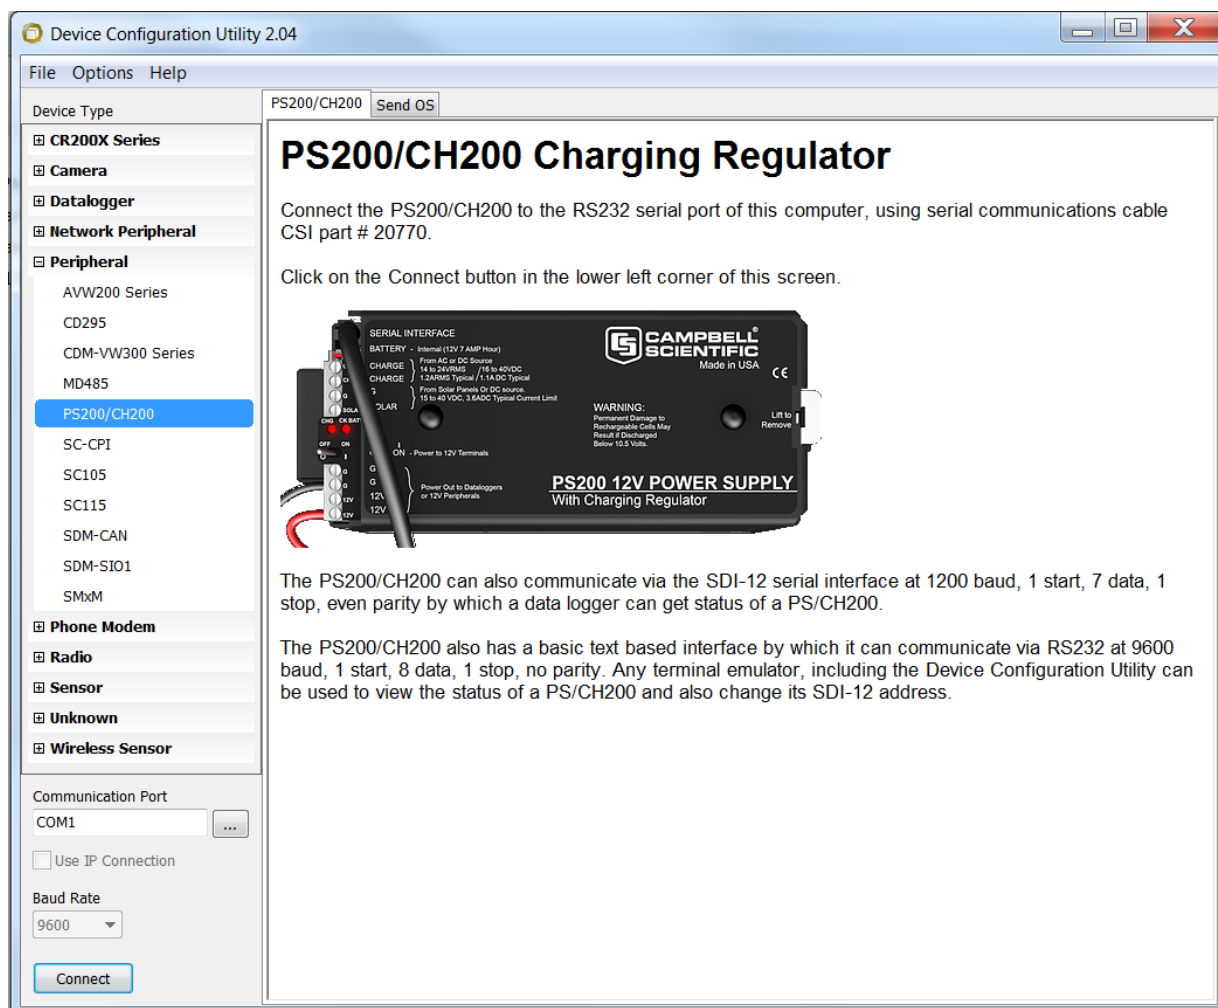 Device Configuration Utility 2.04
File Options Help
Device Type
CR200X Series
Camera
Datalogger
Network Peripheral
Peripheral
AVW200 Series
CD295
CDM-VW300 Series
MD485
PS200/CH200
SC-CPI
SC105
SC115
SDM-CAN
SDM-SIO1
SMxM
Phone Modem
Radio
Sensor
Unknown
Wireless Sensor
Communication Port
COM1
...
Use IP Connection
Baud Rate
9600
Connect
PS200/CH200 Send OS
PS200/CH200 Charging Regulator
Connect the PS200/CH200 to the RS232 serial port of this computer, using serial communications cable
CSI part # 20770.
Click on the Connect button in the lower left corner of this screen.
SERIAL INTERFACE
BATTERY - Internal (12V 7 AMP Hour)
CHARGE
CHARGE
From AC or DC Source
14 to 24VRMS /16 to 40VDC
1.2ARMS Typical / 1.1A DC Typical
G
From Solar Panels Or DC source.
15 to 40 VDC, 3.6ADC Typical Current Limit
OLAR
SOLA
CHG CK BATT
OFF ON
ON - Power to 12V Terminals
G
G
12V
12V
Power Out to Dataloggers
or 12V Peripherals
G
G
12V
12V
CAMPBELL
SCIENTIFIC
Made in USA
CE
WARNING:
Permanent Damage to
Rechargeable Cells May
Result if Discharged
Below 10.5 Volts.
Lift to
Remove
PS200 12V POWER SUPPLY
With Charging Regulator
The PS200/CH200 can also communicate via the SDI-12 serial interface at 1200 baud, 1 start, 7 data, 1
stop, even parity by which a data logger can get status of a PS/CH200.
The PS200/CH200 also has a basic text based interface by which it can communicate via RS232 at 9600
baud, 1 start, 8 data, 1 stop, no parity. Any terminal emulator, including the Device Configuration Utility can
be used to view the status of a PS/CH200 and also change its SDI-12 address.